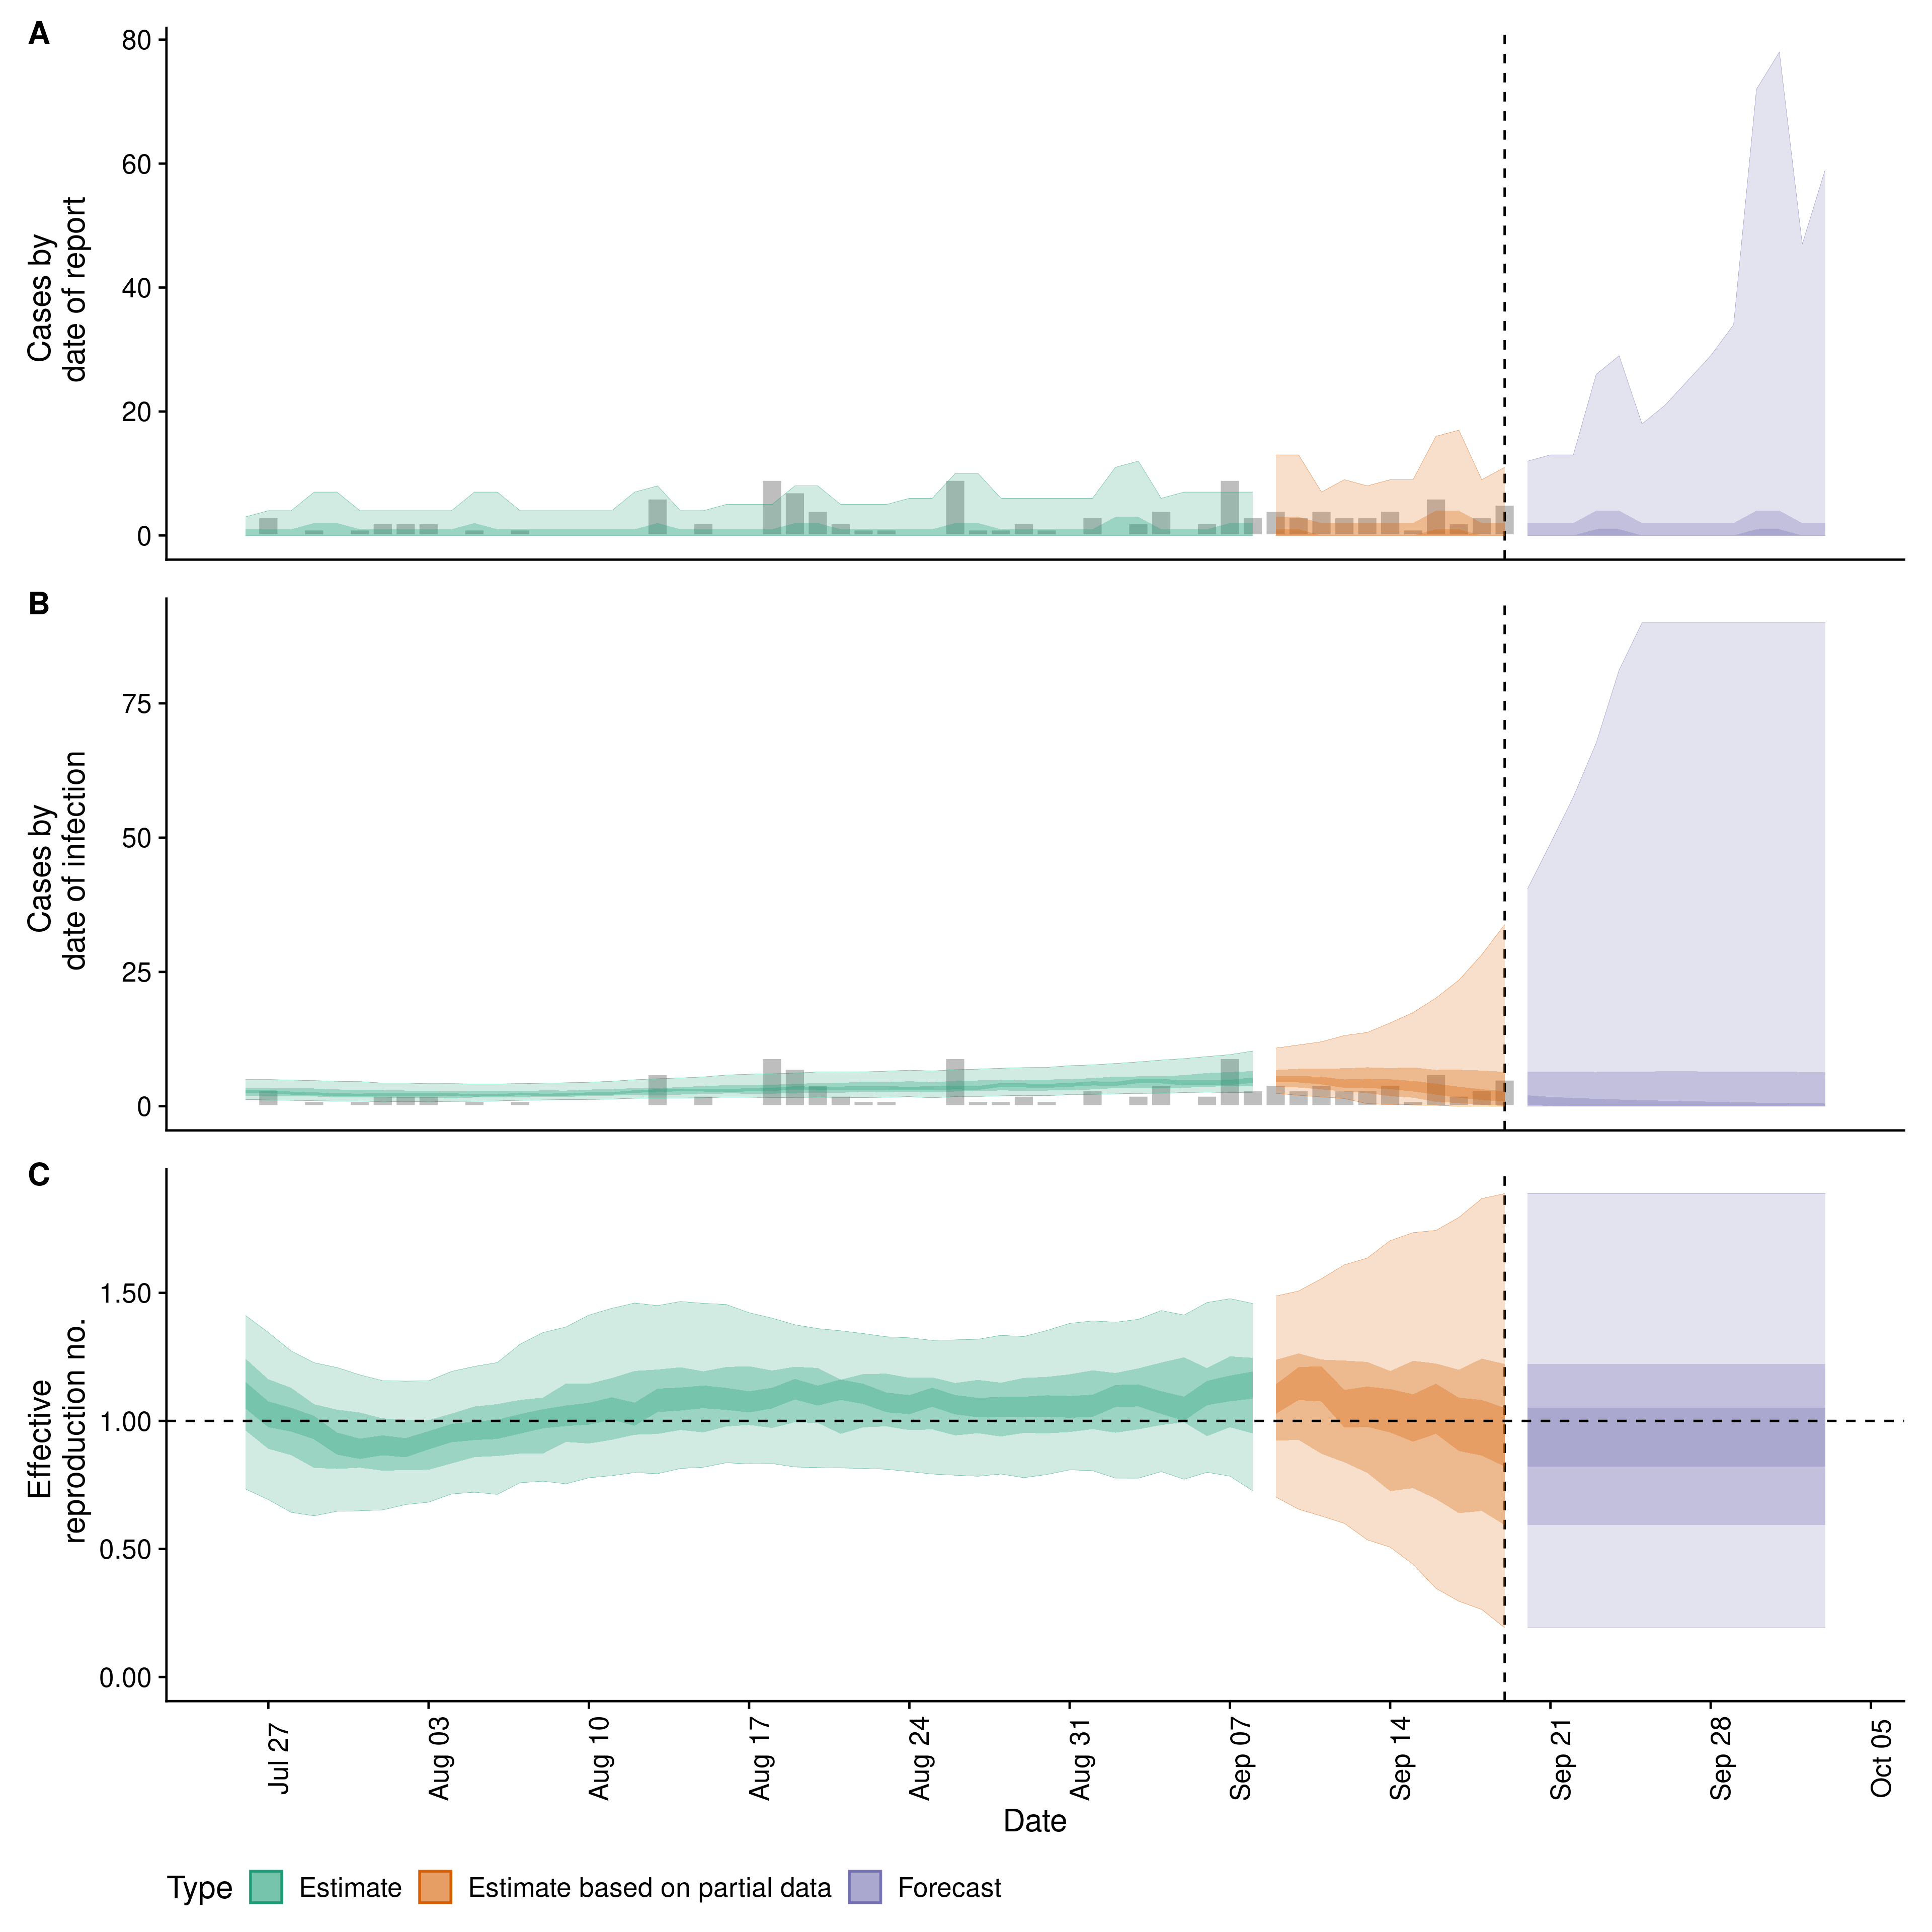 A
Cases by
date of report
80
60
40
20
0
B
Cases by
date of infection
75
50
25
0
C
Effective
reproduction no.
1.50
1.00
0.50
0.00
Jul 27
Aug 03
Aug 10
Aug 17
Aug 24
Aug 31
Sep 07
Sep 14
Sep 21
Sep 28
Oct 05
Date
Type Estimate Estimate based on partial data Forecast